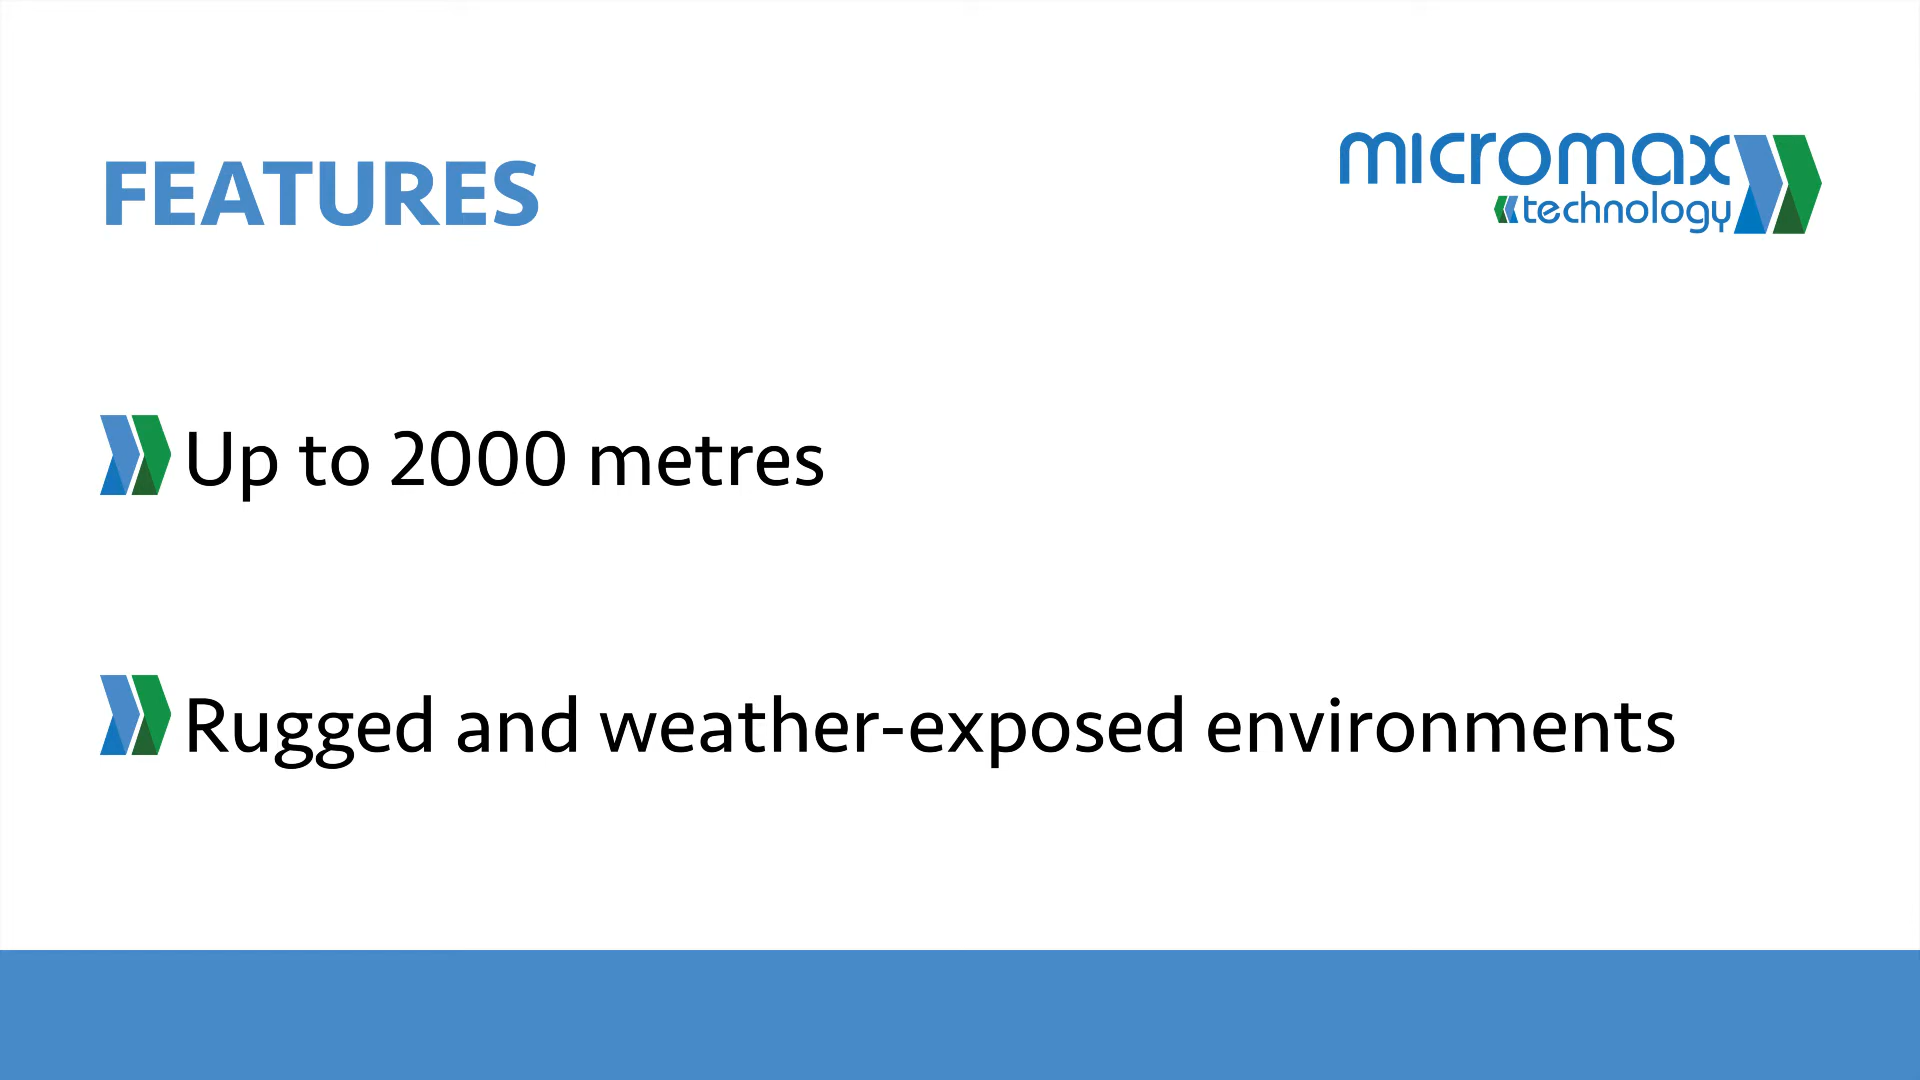 FEATURES
micromax
technology
Up to 2000 metres
Rugged and weather-exposed environments